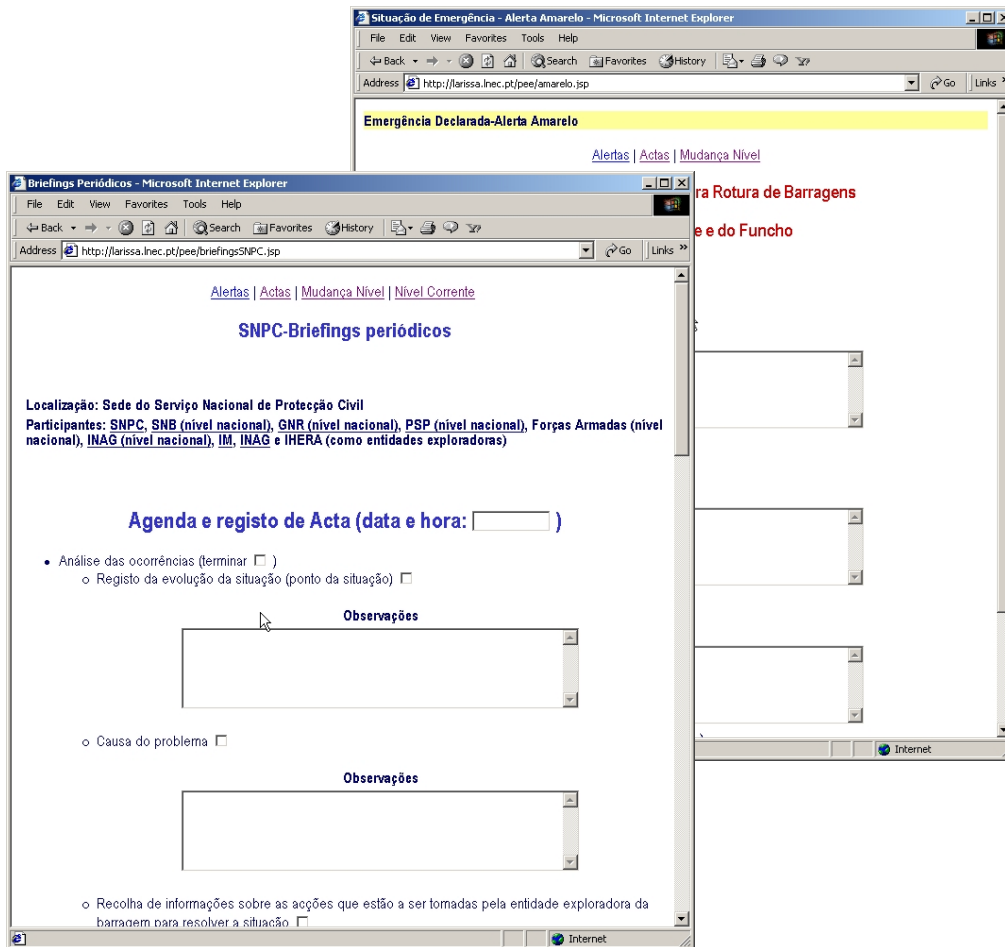 Situação de Emergência - Alerta Amarelo - Microsoft Internet Explorer
File Edit View Favorites Tools Help
Back Search Favorites History
Address http://larissa.lnec.pt/pee/amarelo.jsp Go Links
Emergência Declarada-Alerta Amarelo
Alertas | Actas | Mudança Nível
ra Rotura de Barragens
e e do Funcho
Internet
Briefings Periódicos - Microsoft Internet Explorer
File Edit View Favorites Tools Help
Back Search Favorites History
Address http://larissa.lnec.pt/pee/briefingsSNPC.jsp Go Links »
Alertas | Actas | Mudança Nível | Nível Corrente
SNPC-Briefings periódicos
Localização: Sede do Serviço Nacional de Protecção Civil
Participantes: SNPC, SNB (nível nacional), GNR (nível nacional), PSP (nível nacional), Forças Armadas (nível
nacional), INAG (nível nacional), IM, INAG e IHERA (como entidades exploradoras)
Agenda e registo de Acta (data e hora: )
• Análise das ocorrências (terminar )
o Registo da evolução da situação (ponto da situação)
Observações
o Causa do problema
Observações
o Recolha de informações sobre as acções que estão a ser tomadas pela entidade exploradora da
barragem para resolver a situação
Internet